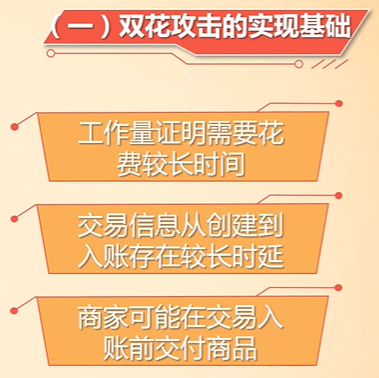 （一）双花攻击的实现基础
工作量证明需要花
费较长时间
交易信息从创建到
入账存在较长时延
商家可能在交易入
账前交付商品